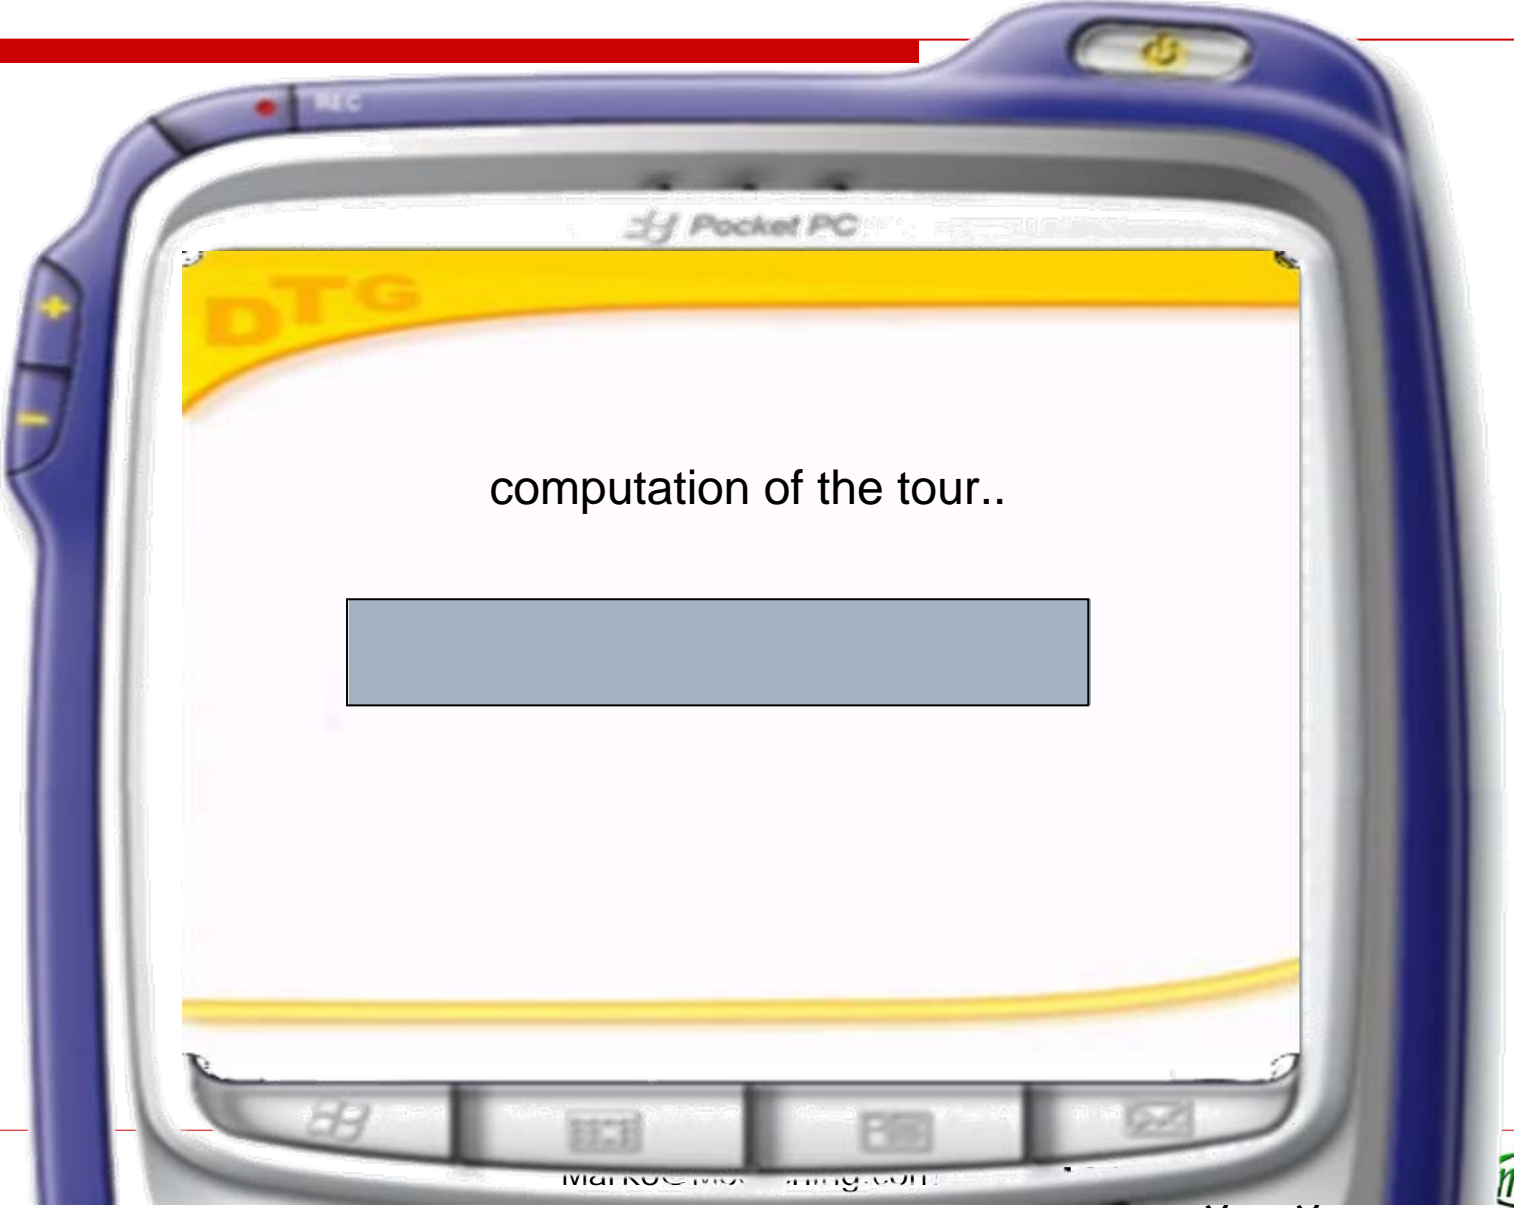 REC
Pocket PC
DTG
computation of the tour..